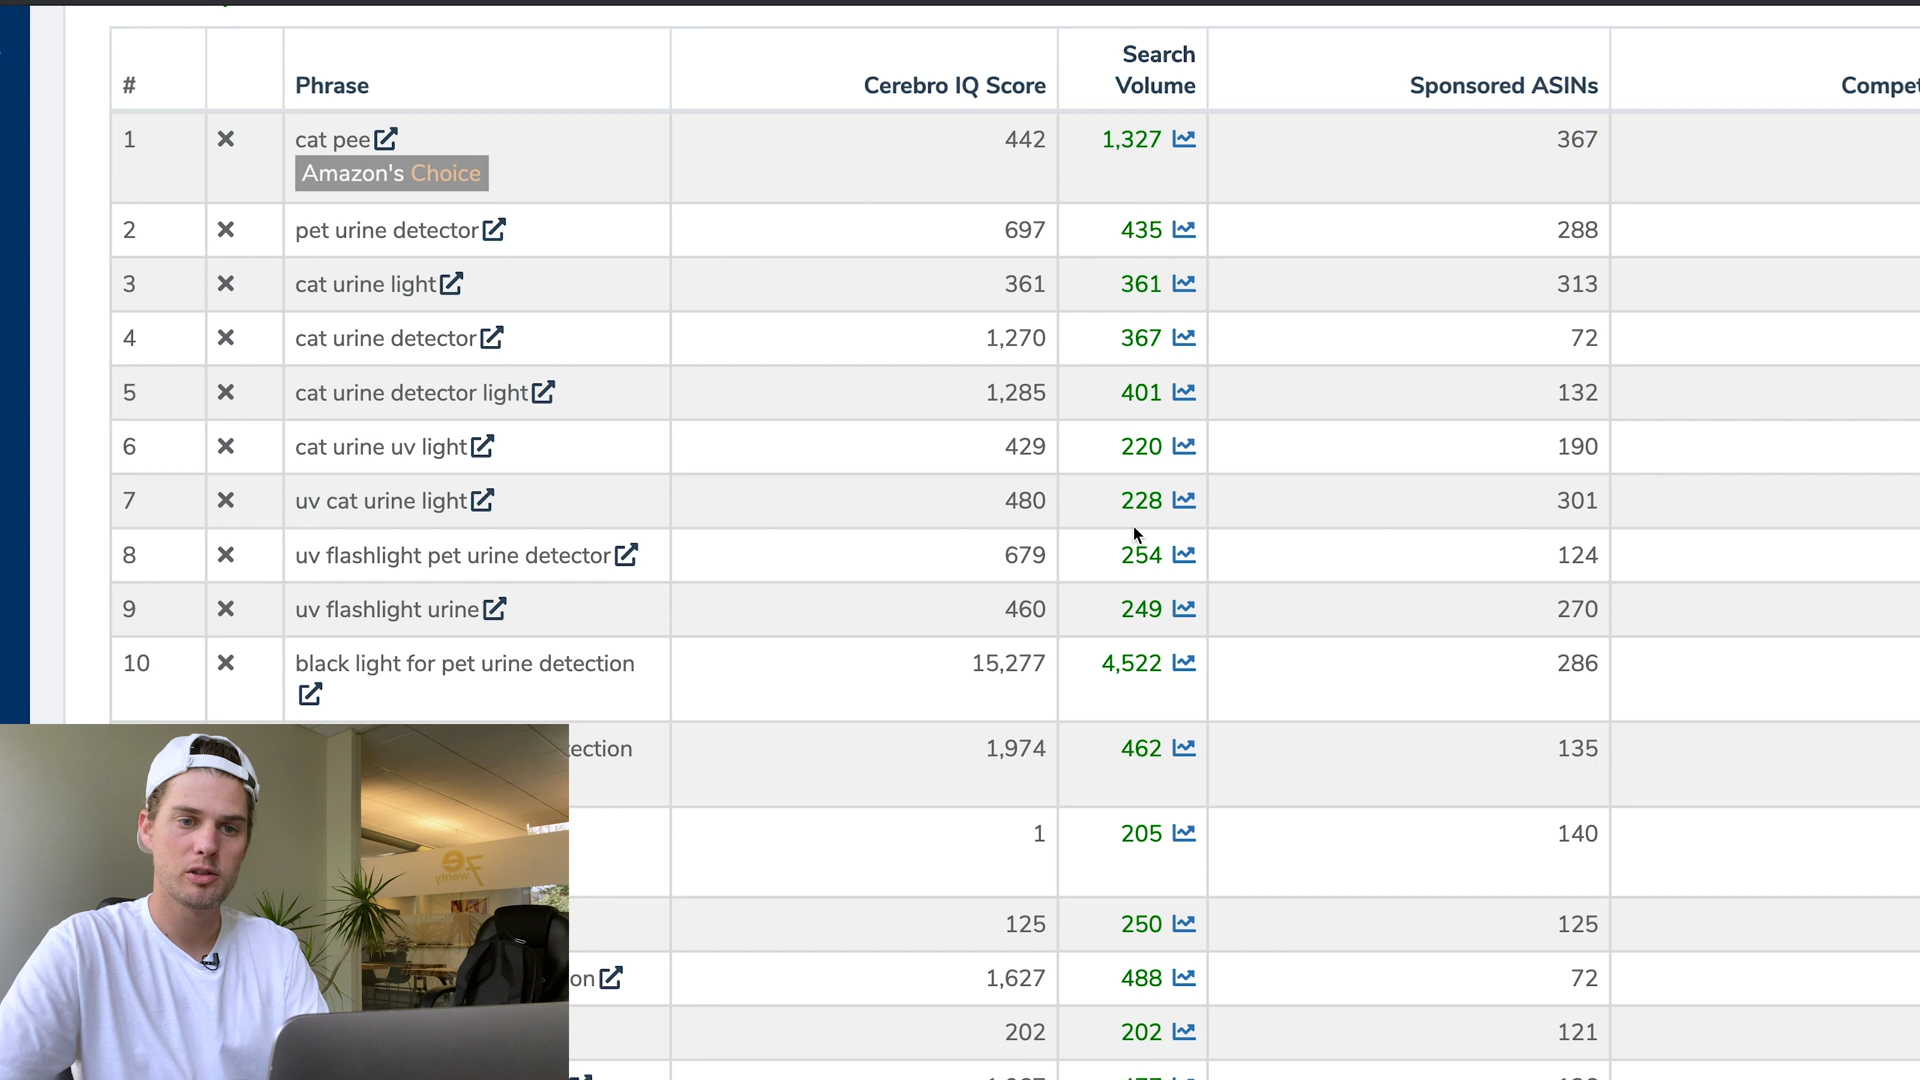 # Phrase Cerebro IQ Score Search Volume Sponsored ASINs Compet
1 cat pee 442 1,327 367
Amazon's Choice
2 pet urine detector 697 435 288
3 cat urine light 361 361 313
4 cat urine detector 1,270 367 72
5 cat urine detector light 1,285 401 132
6 cat urine uv light 429 220 190
7 uv cat urine light 480 228 301
8 uv flashlight pet urine detector 679 254 124
9 uv flashlight urine 460 249 270
10 black light for pet urine detection 15,277 4,522 286
ection 1,974 462 135
1 205 140
125 250 125
on 1,627 488 72
202 202 121
e7wenty